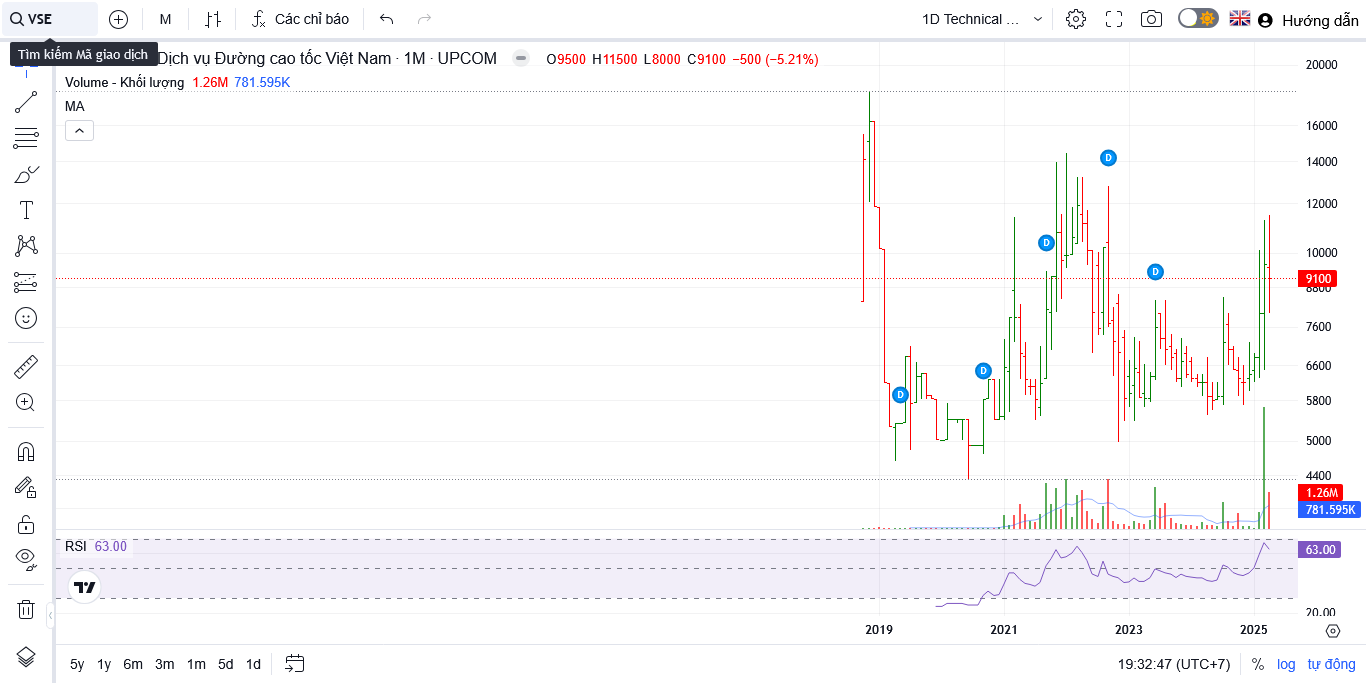 VSE
M
Các chỉ báo
1D Technical ...
Hướng dẫn
Tìm kiếm Mã giao dịch
Dịch vụ Đường cao tốc Việt Nam · 1M · UPCOM
O9500 H11500 L8000 C9100 −500 (−5.21%)
Volume - Khối lượng 1.26M 781.595K
MA
D
D
D
D
D
20000
16000
14000
12000
10000
9100
8800
7600
6600
5800
5000
4400
1.26M
781.595K
RSI 63.00
63.00
20.00
2019 2021 2023 2025
5y 1y 6m 3m 1m 5d 1d
19:32:47 (UTC+7) % log tự động